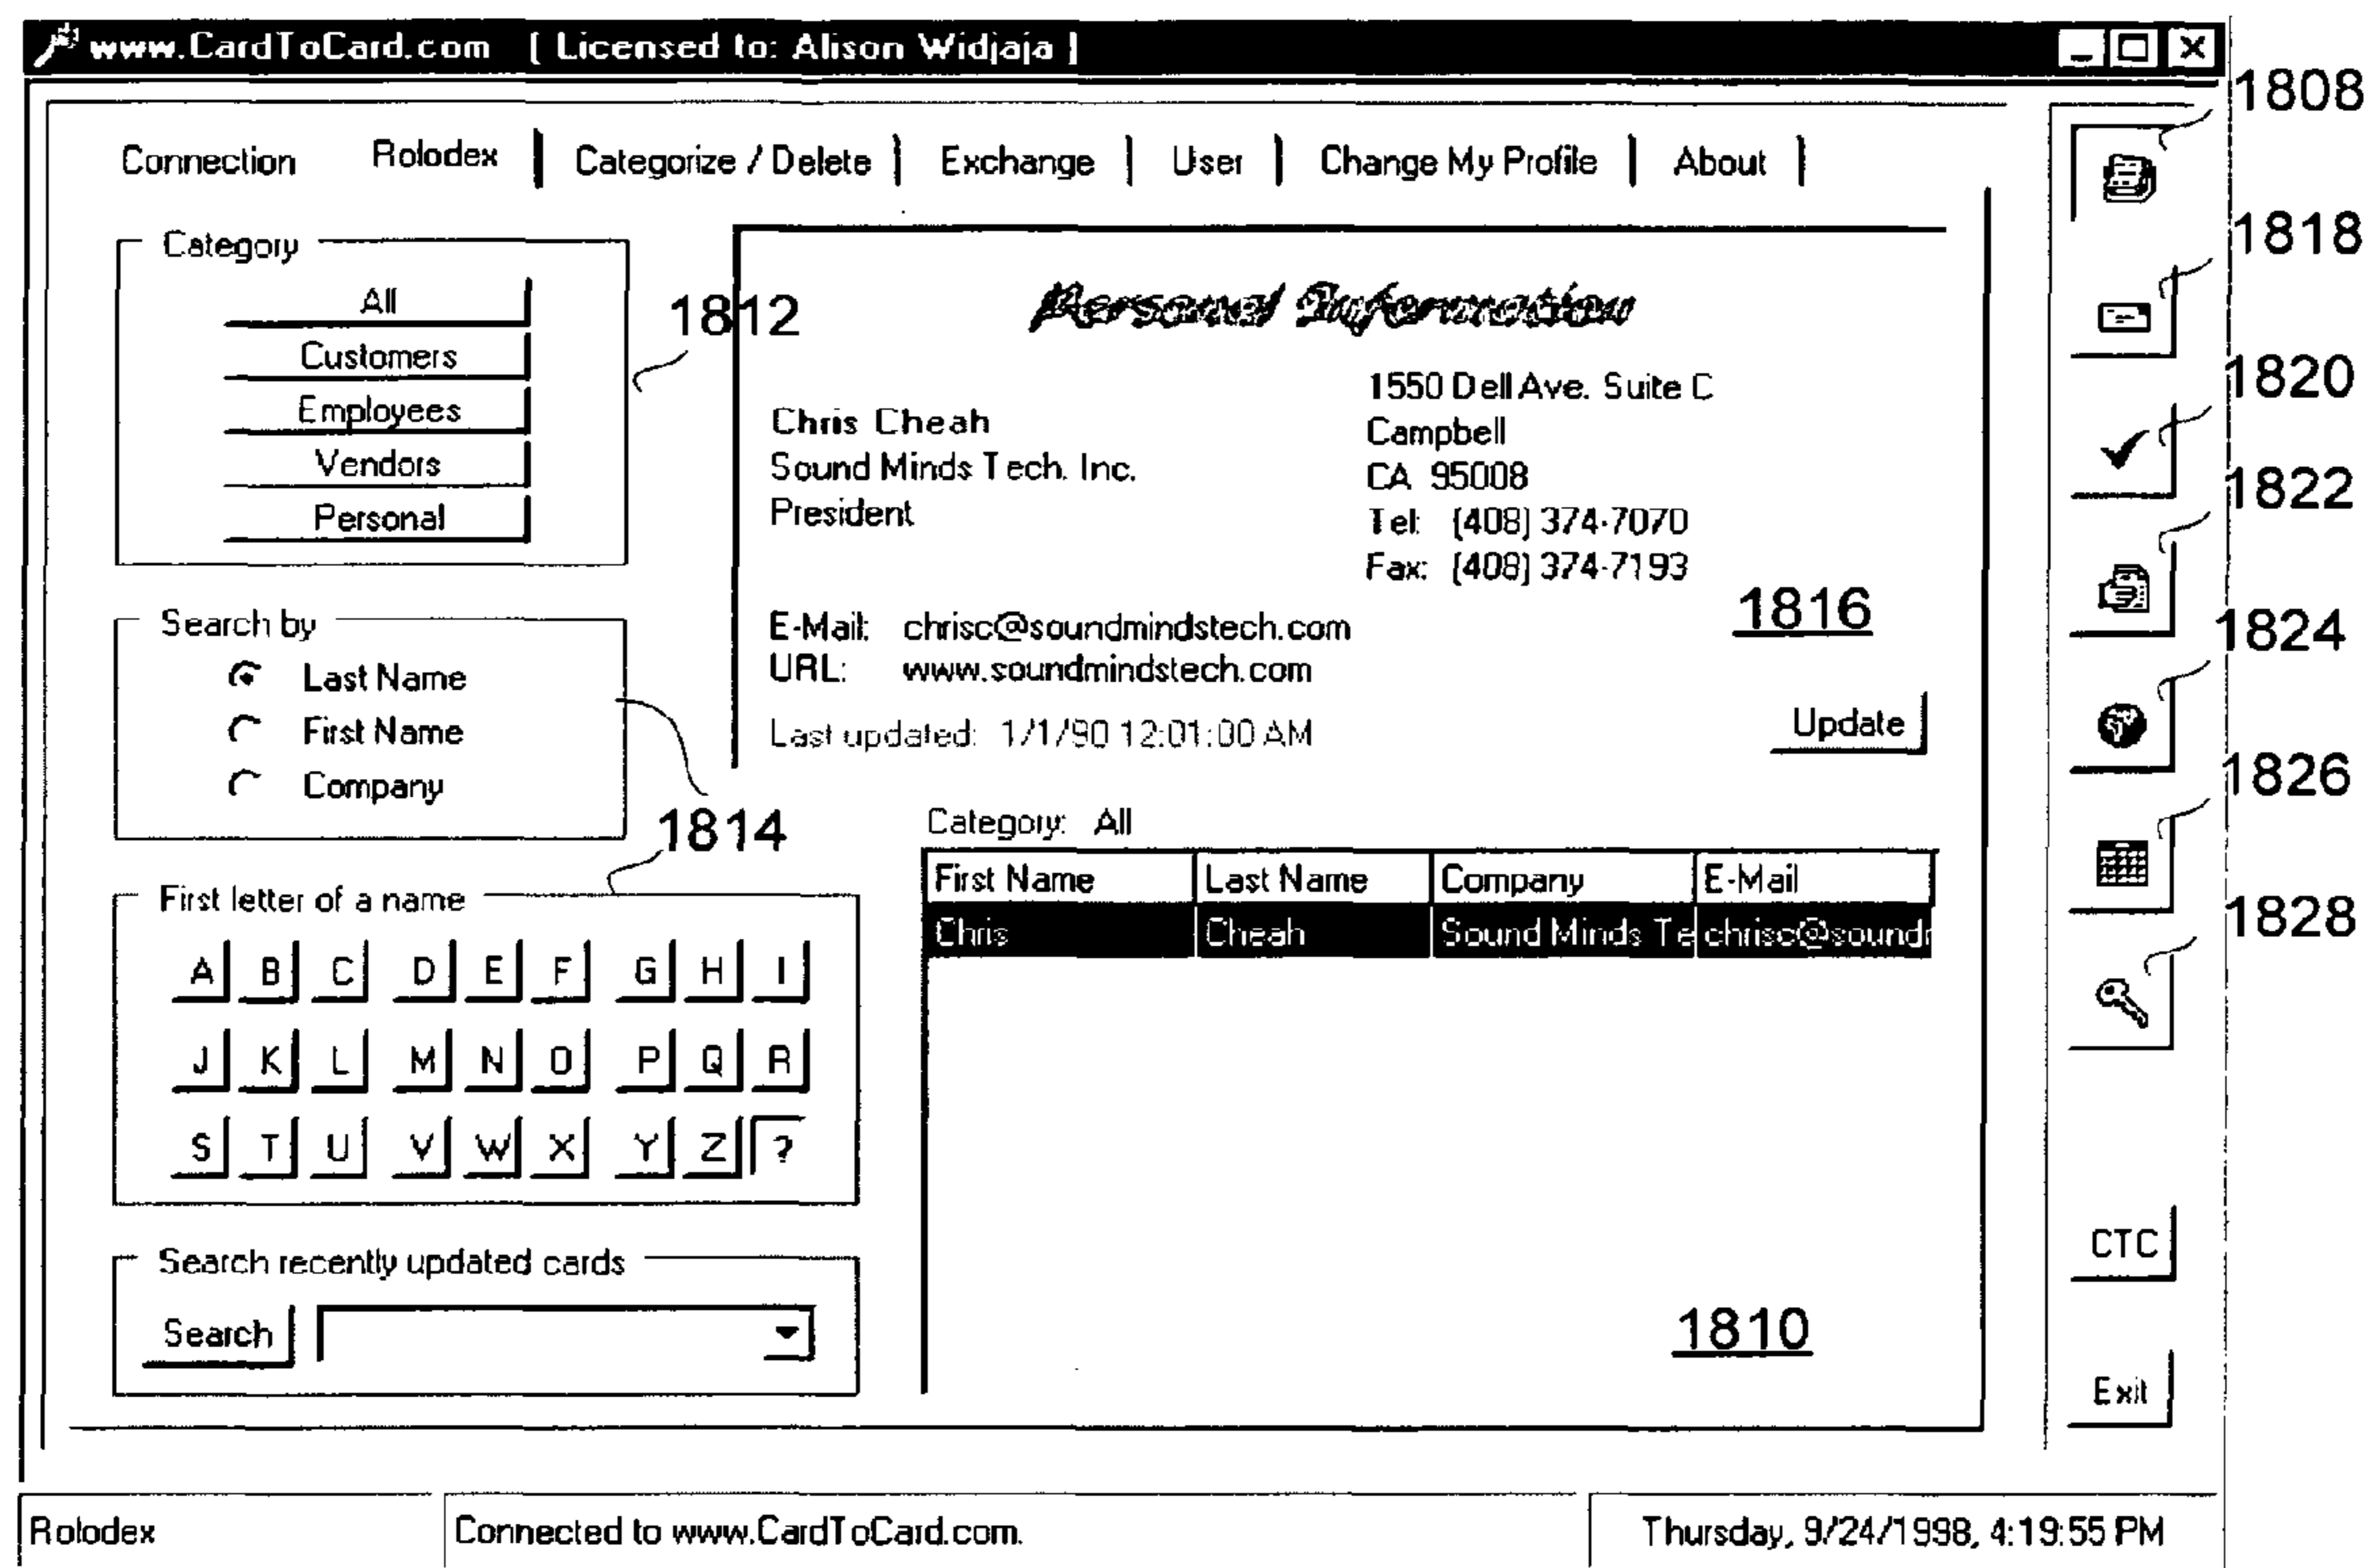 www.CardToCard.com [ Licensed to: Alison Widjaja ]
1808
Connection Rolodex Categorize / Delete Exchange User Change My Profile About
1818
Category
All
Customers
Employees
Vendors
Personal
1812
Personal Information
1820
Chris Cheah
Sound Minds Tech. Inc.
President
1550 Dell Ave. Suite C
Campbell
CA 95008
Tel: (408) 374-7070
Fax: (408) 374-7193
1822
1816
E-Mail: chrisc@soundmindstech.com
URL: www.soundmindstech.com
Last updated: 1/1/90 12:01:00 AM
Update
1824
Search by
Last Name
First Name
Company
1814
1826
Category: All
First Name Last Name Company E-Mail
Chris Cheah Sound Minds Te chrisc@sound
1828
First letter of a name
A B C D E F G H I
J K L M N O P Q R
S T U V W X Y Z ?
Search recently updated cards
Search
1810
CTC
Exit
Rolodex Connected to www.CardToCard.com. Thursday, 9/24/1998, 4:19:55 PM